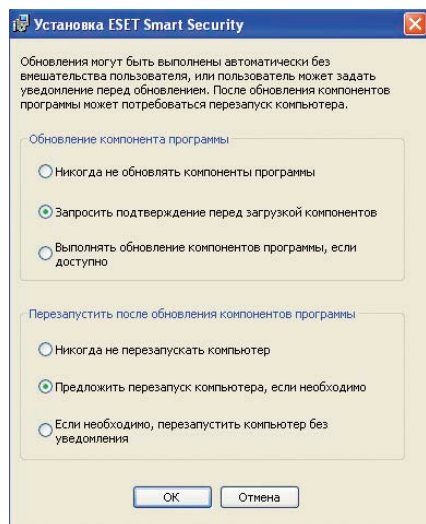 Установка ESET Smart Security
Обновления могут быть выполнены автоматически без
вмешательства пользователя, или пользователь может задать
уведомление перед обновлением. После обновления компонентов
программы может потребоваться перезапуск компьютера.
Обновление компонента программы
Никогда не обновлять компоненты программы
Запросить подтверждение перед загрузкой компонентов
Выполнять обновление компонентов программы, если
доступно
Перезапустить после обновления компонентов программы
Никогда не перезапускать компьютер
Предложить перезапуск компьютера, если необходимо
Если необходимо, перезапустить компьютер без
уведомления
ОК
Отмена